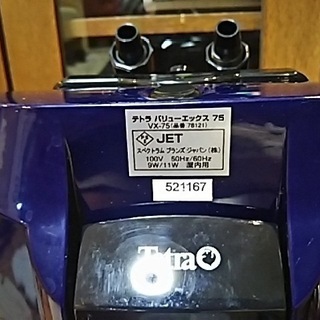 テトラ バリューエックス 75
VX-75(品番 78121)
JET
スペクトラム ブランズ ジャパン (株)
100V 50Hz/60Hz
9W/11W 屋内用
521167
Tetra